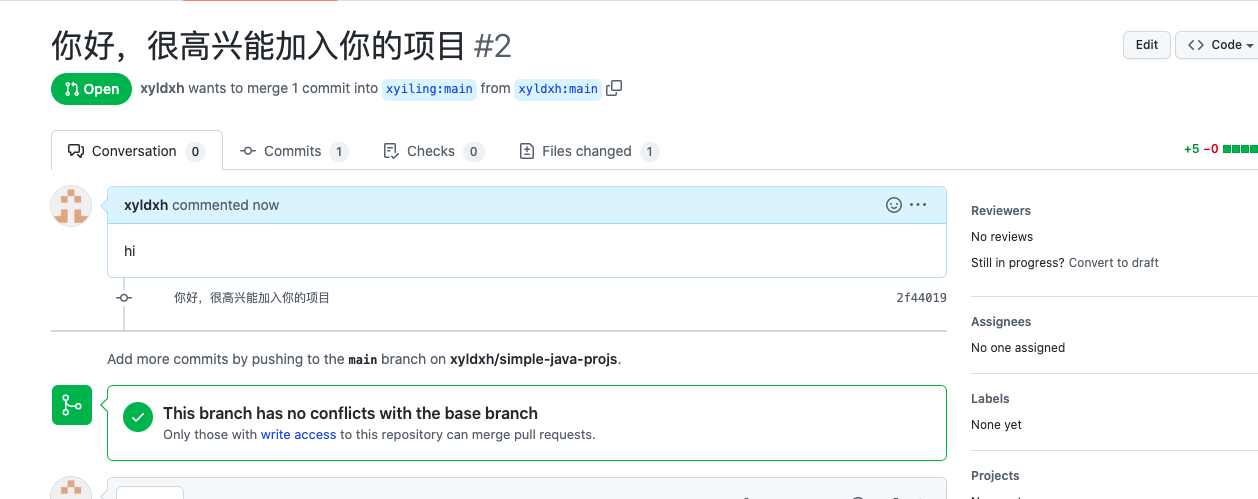 你好，很高兴能加入你的项目 #2
Edit
Code
Open
xyldxh wants to merge 1 commit into xyiling:main from xyldxh:main
Conversation 0
Commits 1
Checks 0
Files changed 1
+5 −0
xyldxh commented now
hi
你好，很高兴能加入你的项目
2f44019
Add more commits by pushing to the main branch on xyldxh/simple-java-projs.
This branch has no conflicts with the base branch
Only those with write access to this repository can merge pull requests.
Reviewers
No reviews
Still in progress? Convert to draft
Assignees
No one assigned
Labels
None yet
Projects